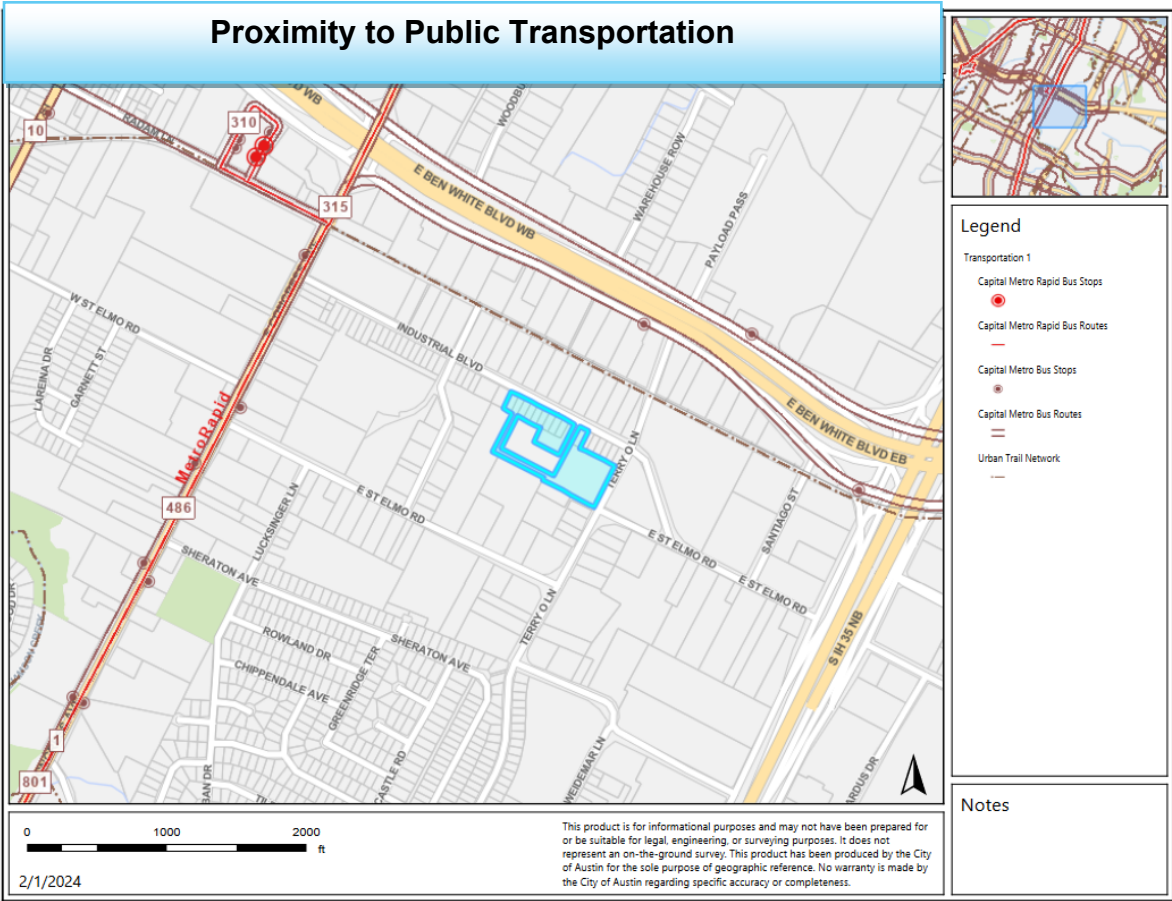 Proximity to Public Transportation
WB
RADAM LN
10
310
315
E BEN WHITE BLVD WB
WAREHOUSE ROW
PAYLOAD PASS
W ST ELMO RD
INDUSTRIAL BLVD
LAREINA DR
GARNETT ST
MetroRapid
E BEN WHITE BLVD EB
TERRY O LN
486
LUCKSINGER LN
E ST ELMO RD
SANTIAGO ST
E ST ELMO RD
E ST ELMO RD
SHERATON AVE
TERRY O LN
ROWLAND DR
SHERATON AVE
S IH 35 NB
CHIPPENDALE AVE
GREENRIDGE TER
1
801
BAN DR
CASTLE RD
WEIDEMAR LN
ARDUS DR
Legend
Transportation 1
Capital Metro Rapid Bus Stops
Capital Metro Rapid Bus Routes
Capital Metro Bus Stops
Capital Metro Bus Routes
Urban Trail Network
Notes
0 1000 2000
ft
2/1/2024
This product is for informational purposes and may not have been prepared for
or be suitable for legal, engineering, or surveying purposes. It does not
represent an on-the-ground survey. This product has been produced by the City
of Austin for the sole purpose of geographic reference. No warranty is made by
the City of Austin regarding specific accuracy or completeness.